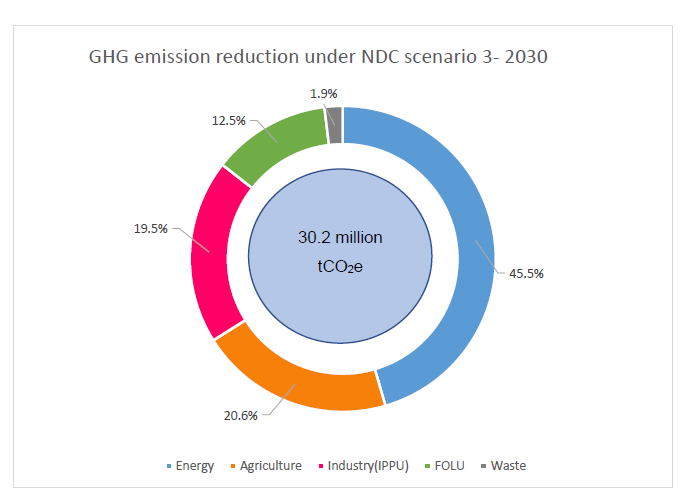 GHG emission reduction under NDC scenario 3- 2030
1.9%
12.5%
19.5%
30.2 million
tCO₂e
45.5%
20.6%
Energy Agriculture Industry(IPPU) FOLU Waste